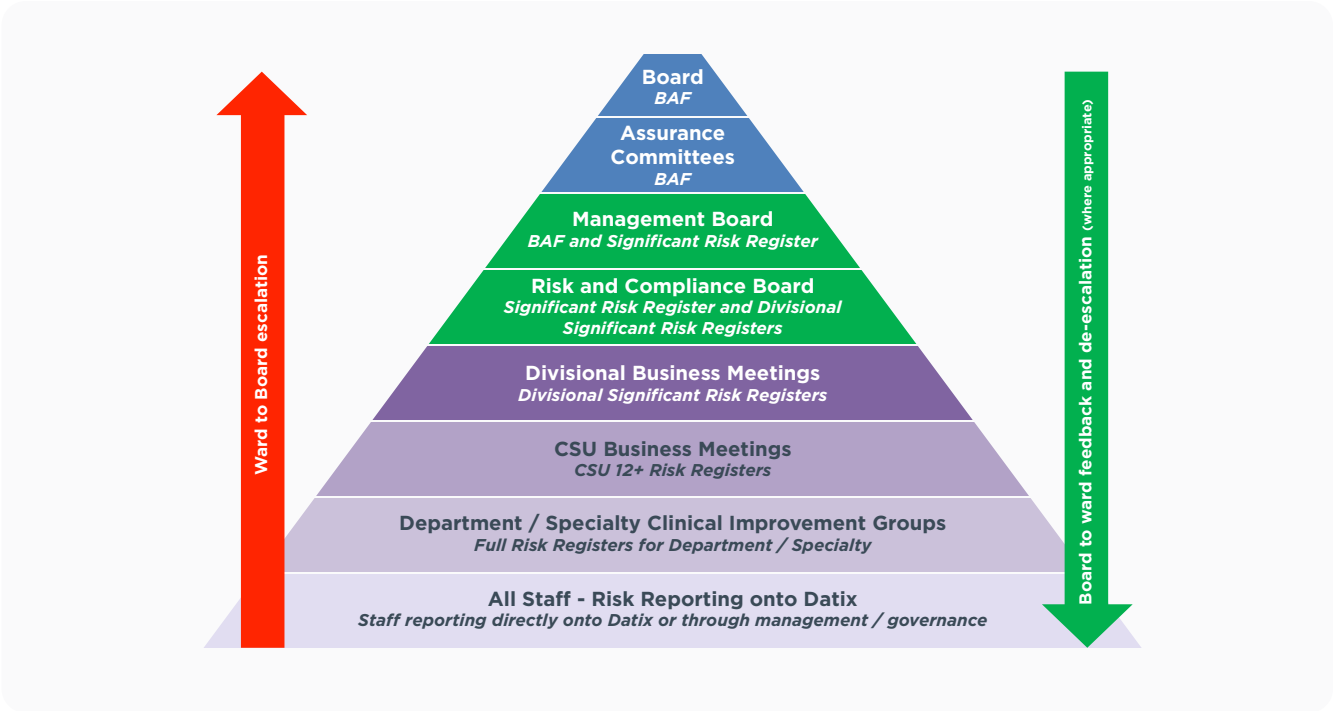 Board
BAF
Assurance
Committees
BAF
Management Board
BAF and Significant Risk Register
Risk and Compliance Board
Significant Risk Register and Divisional
Significant Risk Registers
Divisional Business Meetings
Divisional Significant Risk Registers
CSU Business Meetings
CSU 12+ Risk Registers
Department / Specialty Clinical Improvement Groups
Full Risk Registers for Department / Specialty
All Staff - Risk Reporting onto Datix
Staff reporting directly onto Datix or through management / governance
Ward to Board escalation
Board to ward feedback and de-escalation (where appropriate)